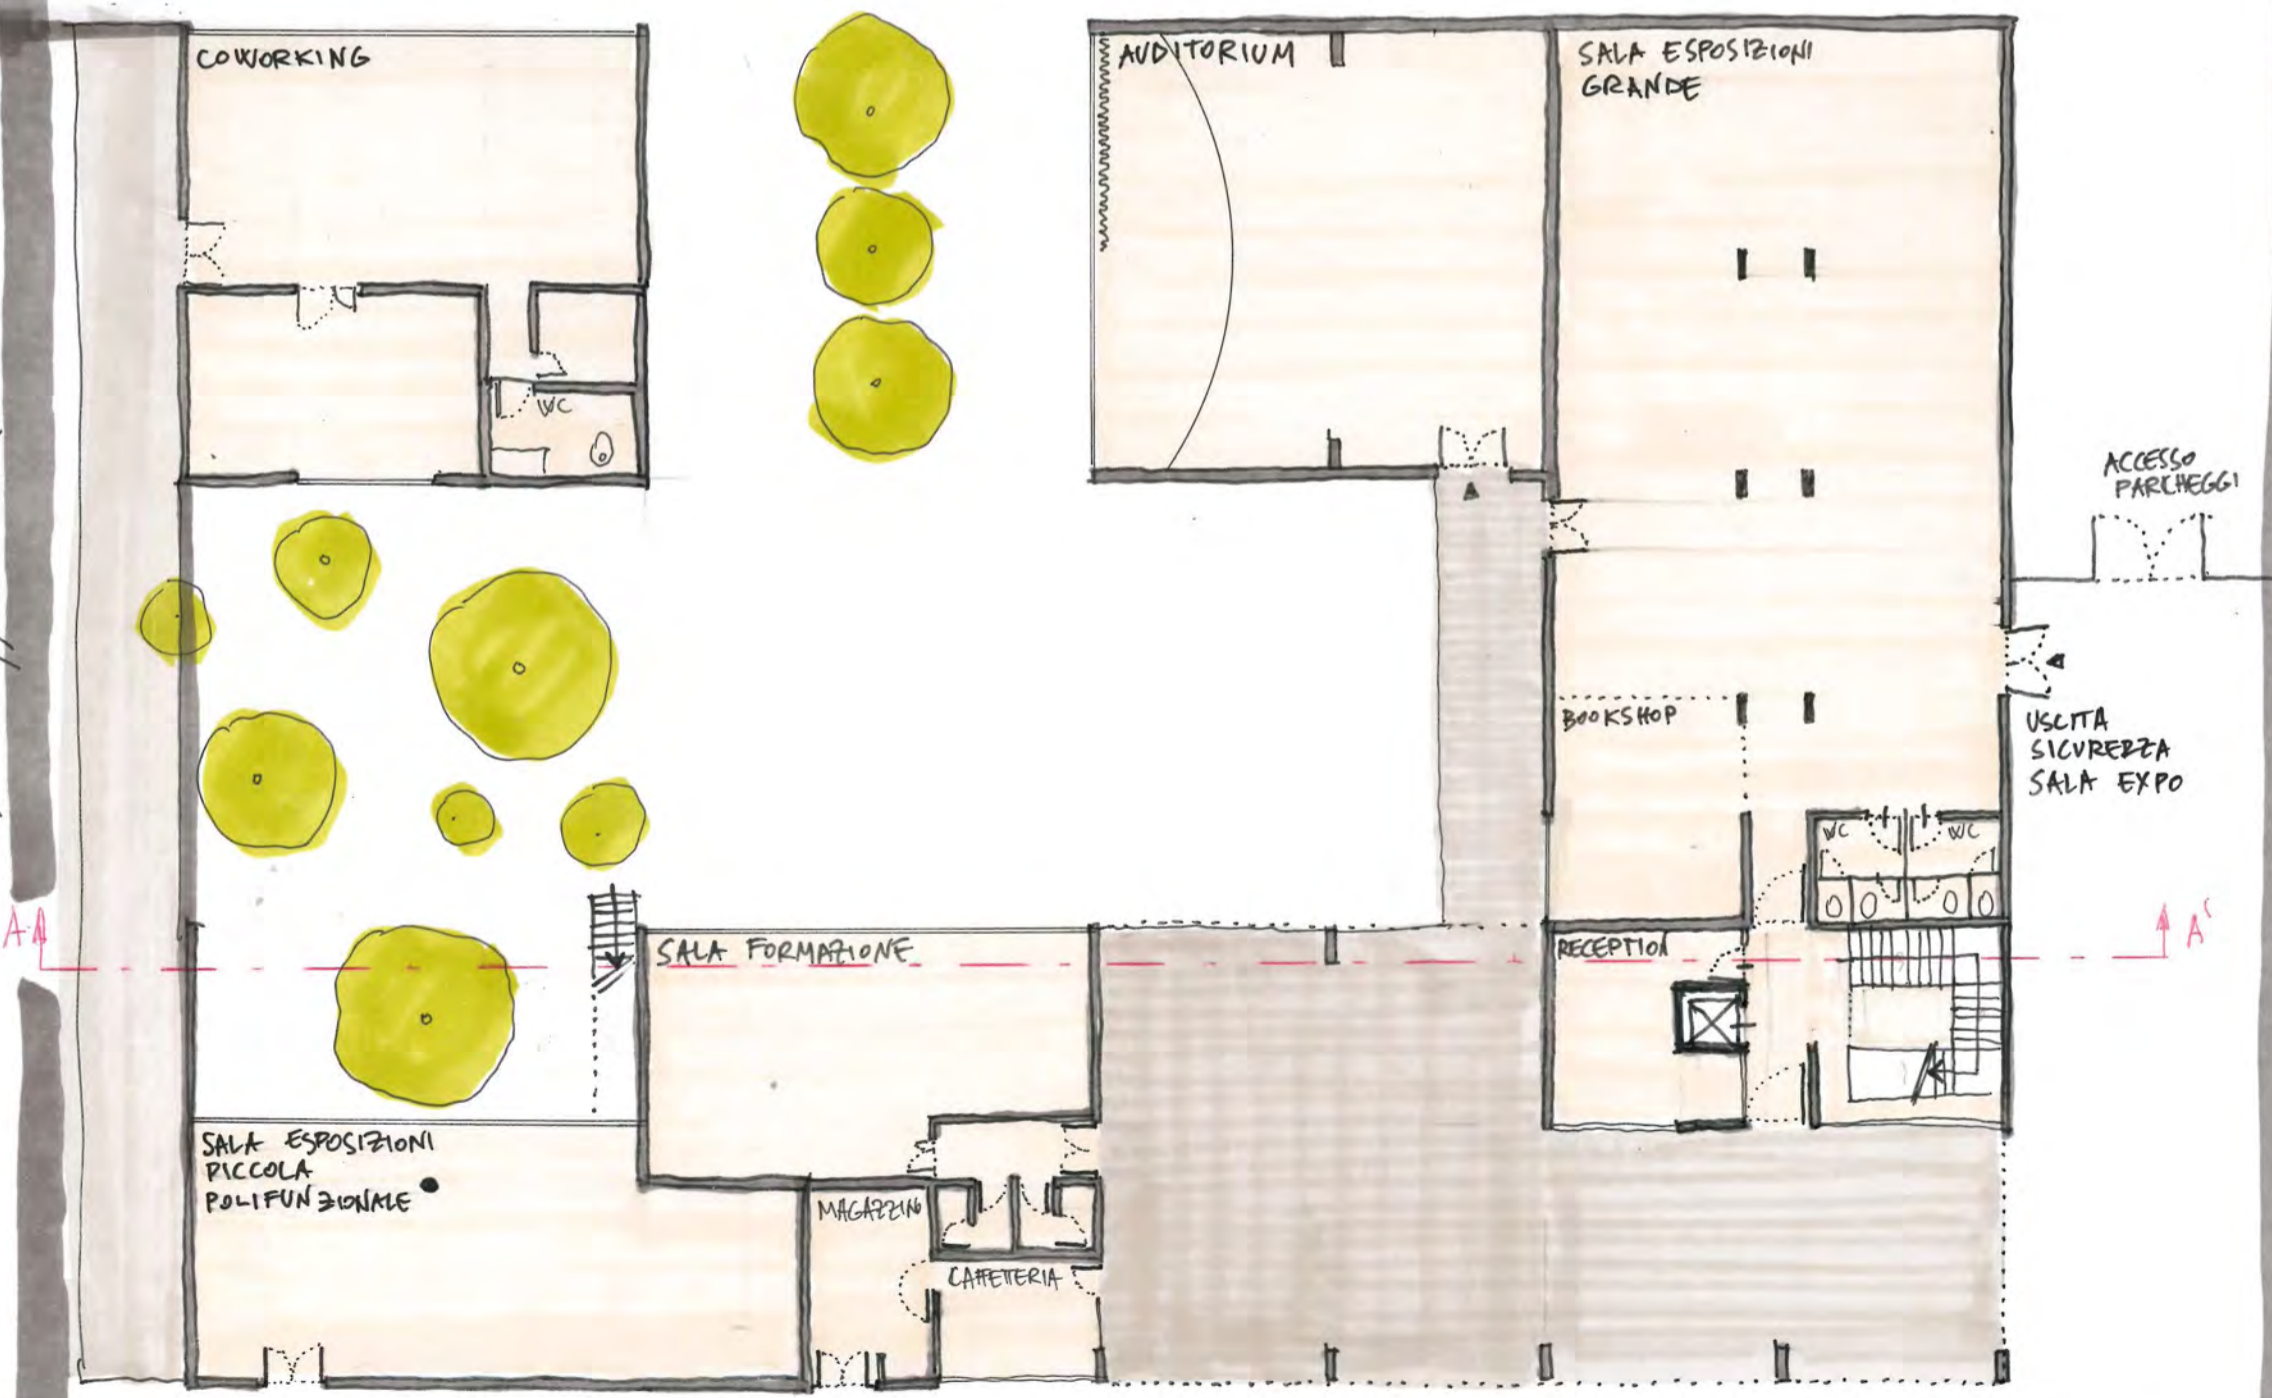 COWORKING
AUDITORIUM
SALA ESPOSIZIONI
GRANDE
WC
ACCESSO
PARCHEGGI
BOOKSHOP
USCITA
SICUREZZA
SALA EXPO
WC
WC
A
SALA FORMAZIONE
RECEPTION
A'
SALA ESPOSIZIONI
PICCOLA
POLIFUNZIONALE
MAGAZZINO
CAFFETTERIA